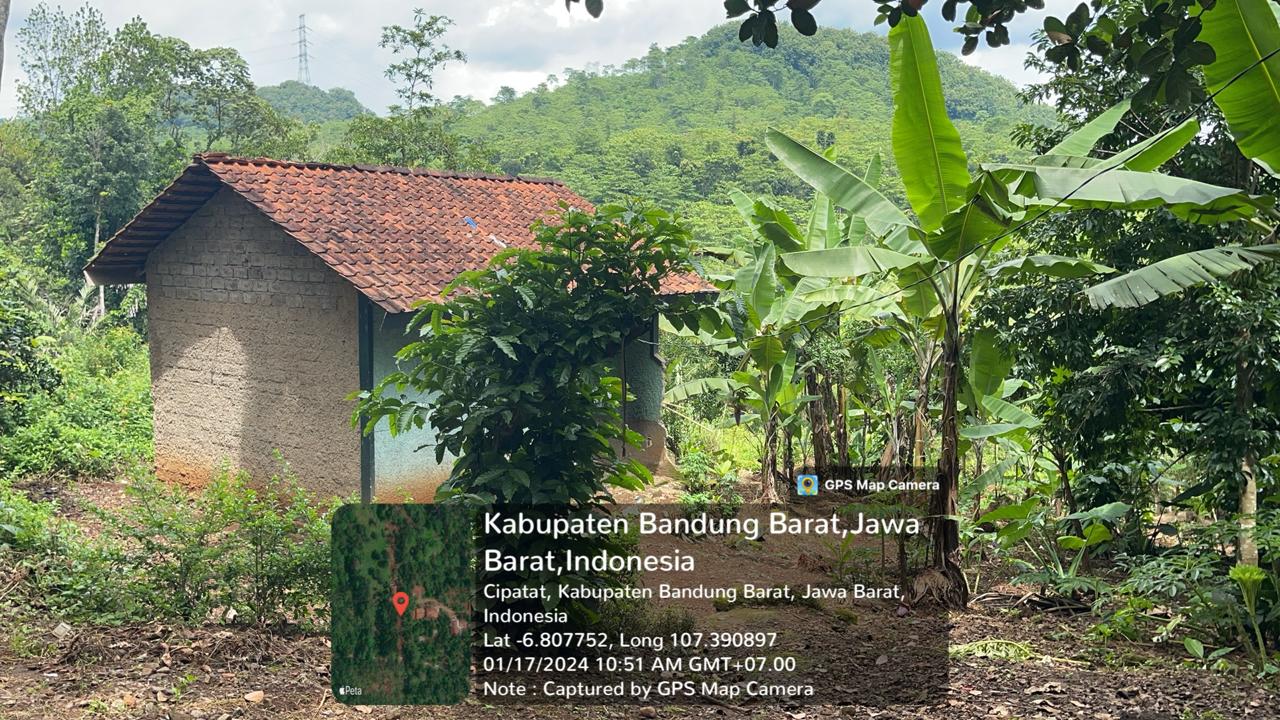 GPS Map Camera
Kabupaten Bandung Barat,Jawa
Barat,Indonesia
Cipatat, Kabupaten Bandung Barat, Jawa Barat,
Indonesia
Lat -6.807752, Long 107.390897
01/17/2024 10:51 AM GMT+07.00
Note : Captured by GPS Map Camera
Peta